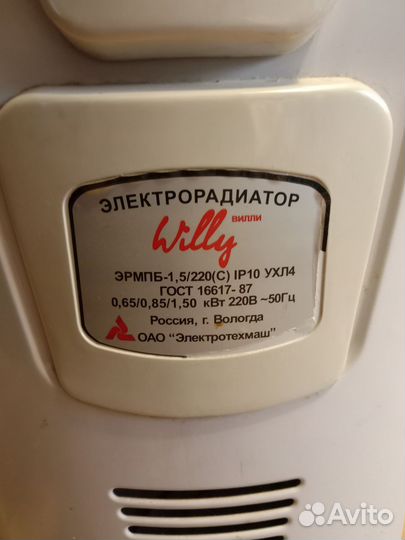 ЭЛЕКТРОРАДИАТОР
Willy
ВИЛЛИ
ЭРМПБ-1,5/220(С) IP10 УХЛ4
ГОСТ 16617- 87
0,65/0,85/1,50 кВт 220В ~50Гц
Россия, г. Вологда
ОАО "Электротехмаш"
Avito